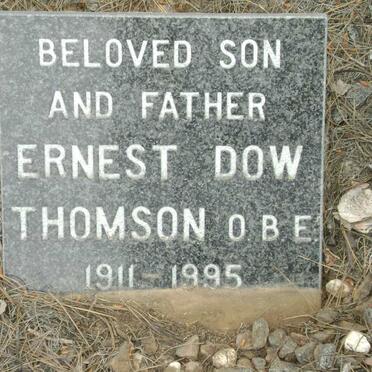 BELOVED SON
AND FATHER
ERNEST DOW
THOMSON O B E
1911-1995